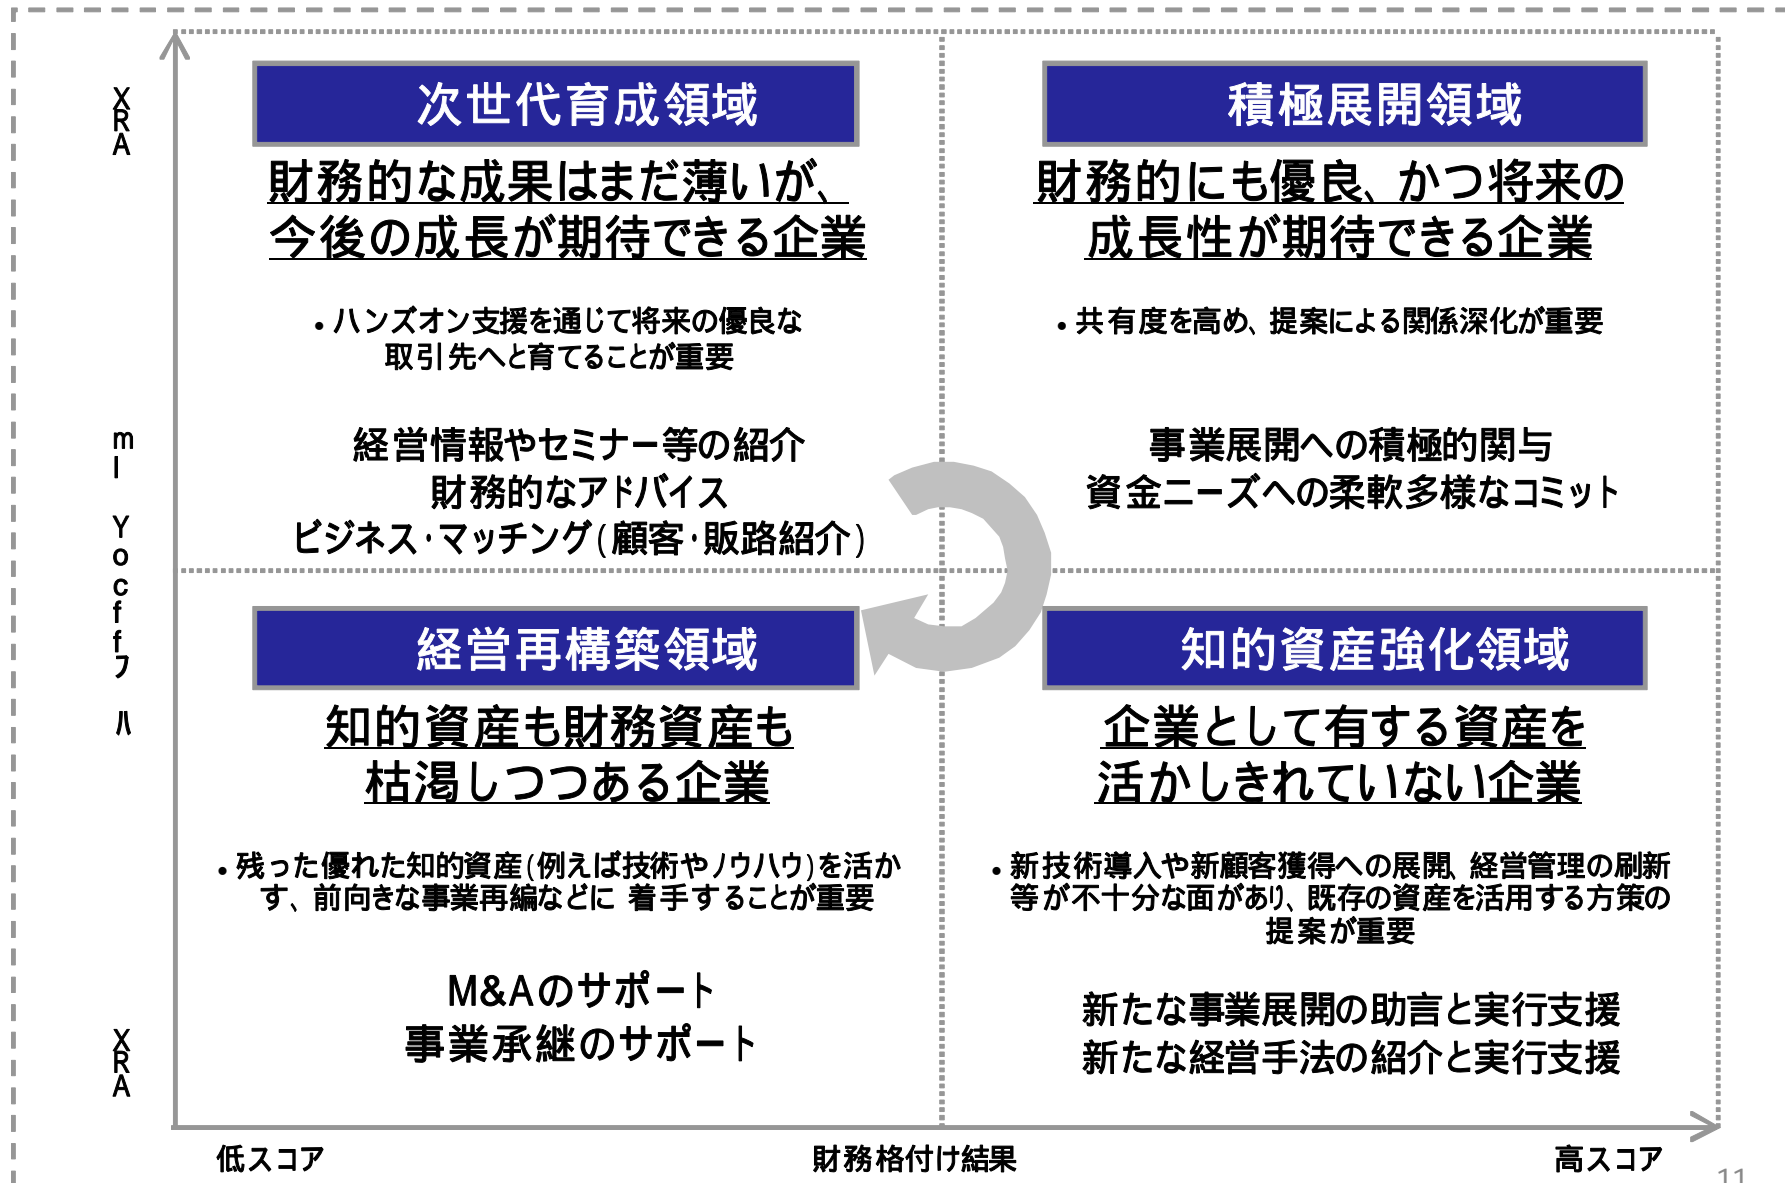 次世代育成領域
財務的な成果はまだ薄いが、
今後の成長が期待できる企業
• ハンズオン支援を通じて将来の優良な
取引先へと育てることが重要
経営情報やセミナー等の紹介
財務的なアドバイス
ビジネス・マッチング(顧客・販路紹介)
積極展開領域
財務的にも優良、かつ将来の
成長性が期待できる企業
• 共有度を高め、提案による関係深化が重要
事業展開への積極的関与
資金ニーズへの柔軟多様なコミット
経営再構築領域
知的資産も財務資産も
枯渇しつつある企業
• 残った優れた知的資産(例えば技術やノウハウ)を活か
す、前向きな事業再編などに 着手することが重要
M&Aのサポート
事業承継のサポート
知的資産強化領域
企業として有する資産を
活かしきれていない企業
• 新技術導入や新顧客獲得への展開、経営管理の刷新
等が不十分な面があり、既存の資産を活用する方策の
提案が重要
新たな事業展開の助言と実行支援
新たな経営手法の紹介と実行支援
XRA
ml Yocffフ ハ
XRA
低スコア
財務格付け結果
高スコア
11